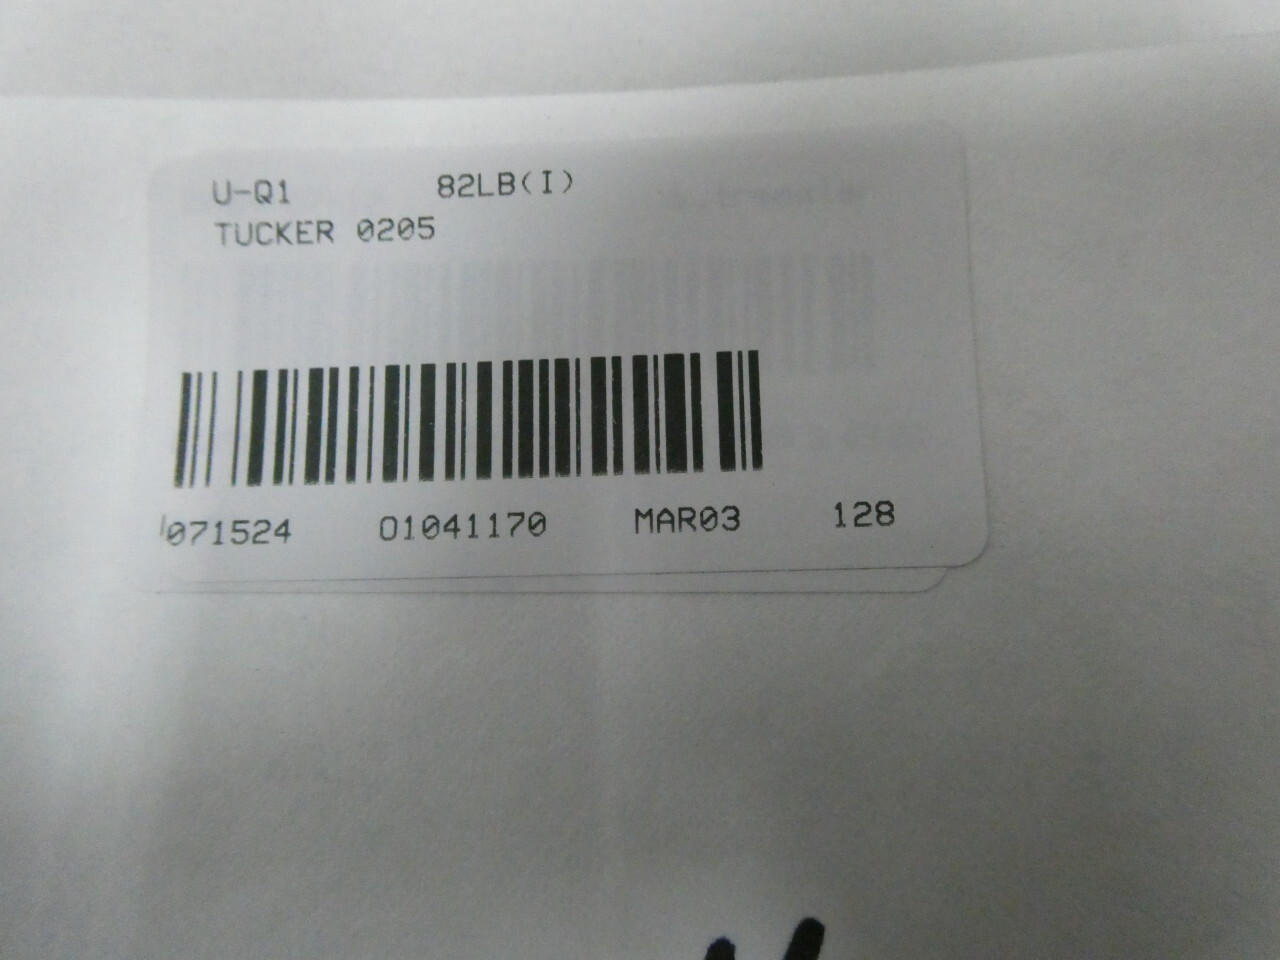 U-Q1 82LB(I)
TUCKER 0205
071524 01041170 MAR03 128